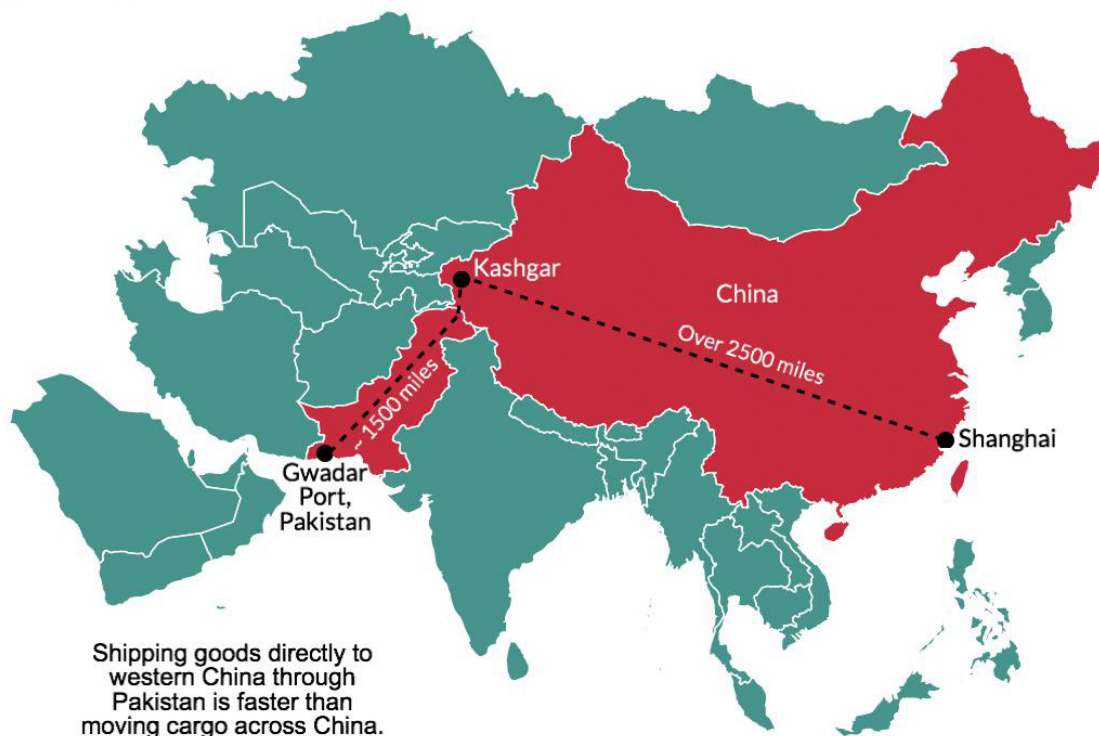 Kashgar
China
Over 2500 miles
~ 1500 miles
Shanghai
Gwadar
Port,
Pakistan
Shipping goods directly to
western China through
Pakistan is faster than
moving cargo across China.